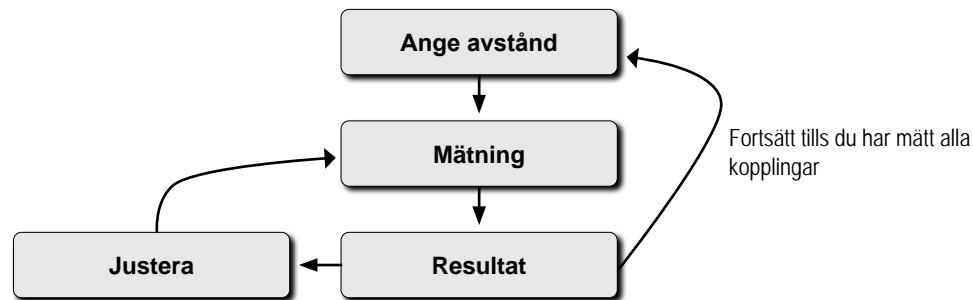 Ange avstånd
Mätning
Fortsätt tills du har mätt alla
kopplingar
Justera
Resultat